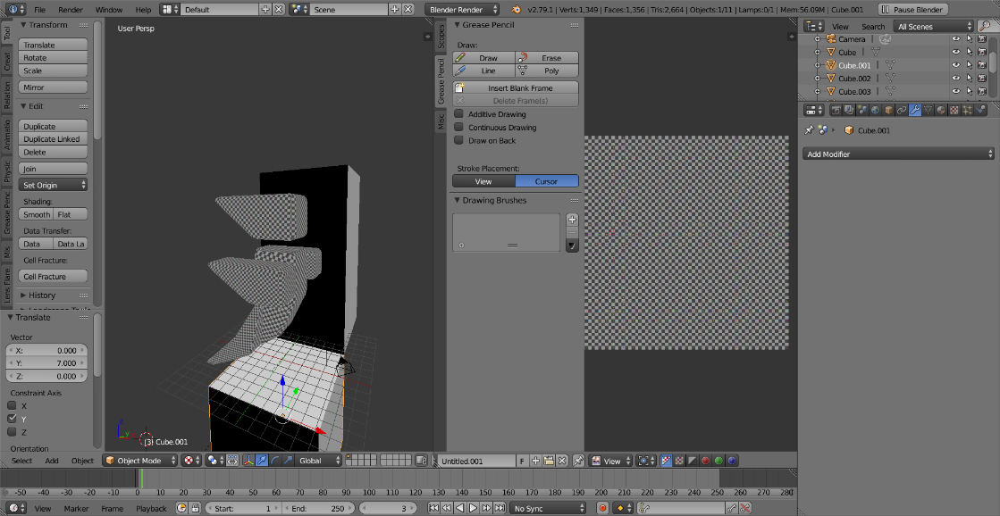 File Render Window Help Default Scene Blender Render v2.79.1 | Verts:1,349 | Faces:1,356 | Tris:2,664 | Objects:1/11 | Lamps:0/1 | Mem:56.09M | Cube.001 Pause Blender
Tool
Creat
Relation
Animatio
Physic
Grease Penc
Mis
Lens Flare
Transform
Translate
Rotate
Scale
Mirror
Edit
Duplicate
Duplicate Linked
Delete
Join
Set Origin
Shading:
Smooth Flat
Data Transfer:
Data Data La
Cell Fracture:
Cell Fracture
History
Translate
Vector
X: 0.000
Y: 7.000
Z: 0.000
Constraint Axis
X
Y
Z
Orientation
User Persp
(3) Cube.001
Select Add Object Object Mode Global
Scopes
Grease Pencil
Misc
Grease Pencil
Draw:
Draw Erase
Line Poly
Insert Blank Frame
Delete Frame(s)
Additive Drawing
Continuous Drawing
Draw on Back
Stroke Placement:
View Cursor
Drawing Brushes
Untitled.001 F View
View Search All Scenes
Camera
Cube
Cube.001
Cube.002
Cube.003
Cube.001
Add Modifier
-50 -40 -30 -20 -10 0 10 20 30 40 50 60 70 80 90 100 110 120 130 140 150 160 170 180 190 200 210 220 230 240 250 260 270 280
View Marker Frame Playback Start: 1 End: 250 3 No Sync